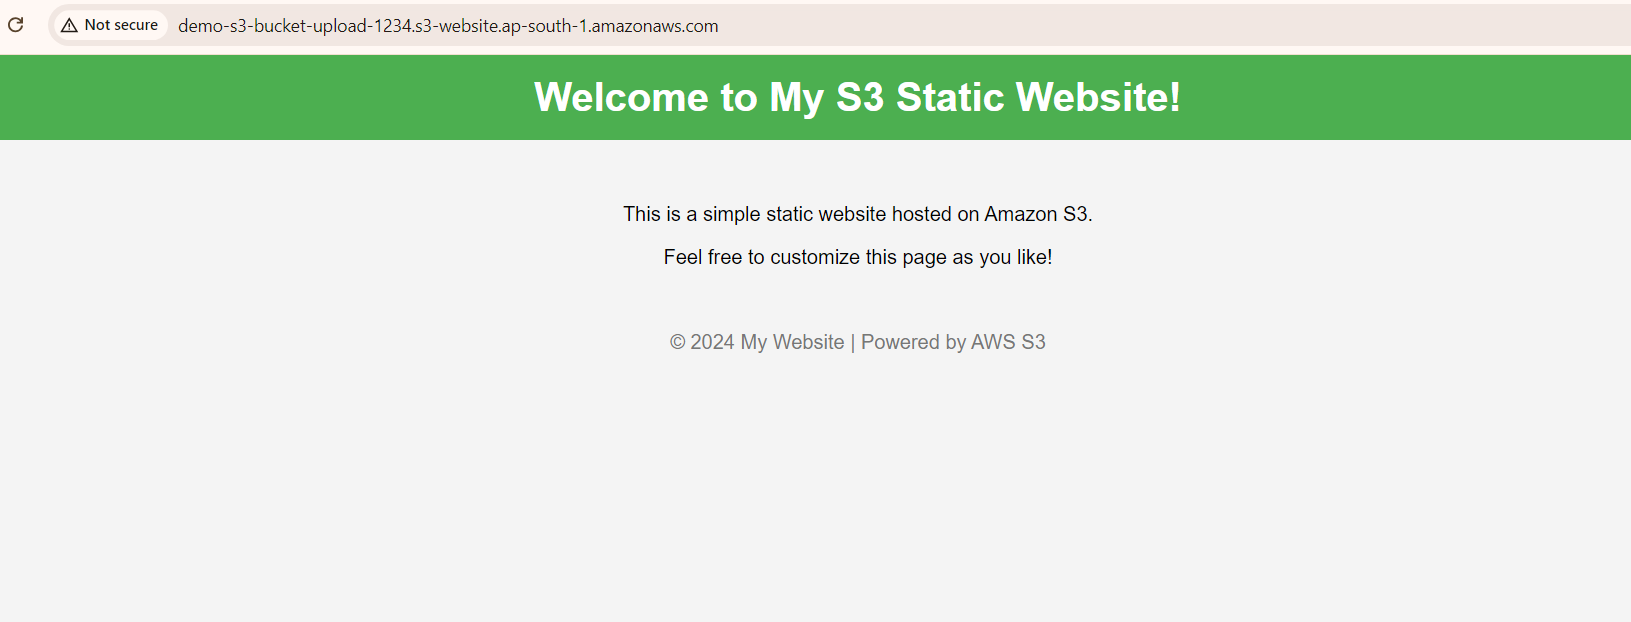 Not secure demo-s3-bucket-upload-1234.s3-website.ap-south-1.amazonaws.com
Welcome to My S3 Static Website!
This is a simple static website hosted on Amazon S3.
Feel free to customize this page as you like!
© 2024 My Website | Powered by AWS S3